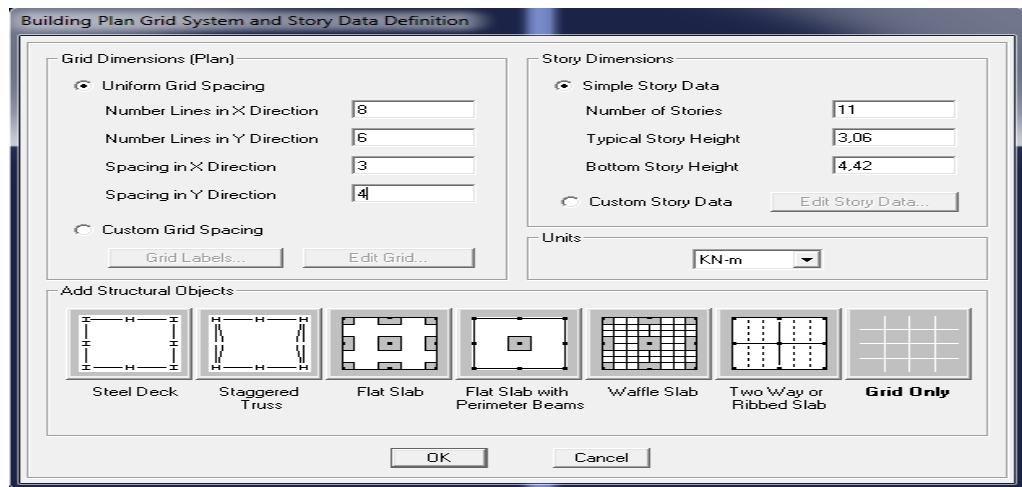 Building Plan Grid System and Story Data Definition
Grid Dimensions (Plan)
Uniform Grid Spacing
Number Lines in X Direction 8
Number Lines in Y Direction 6
Spacing in X Direction 3
Spacing in Y Direction 4
Custom Grid Spacing
Grid Labels... Edit Grid...
Story Dimensions
Simple Story Data
Number of Stories 11
Typical Story Height 3,06
Bottom Story Height 4,42
Custom Story Data Edit Story Data...
Units
KN-m
Add Structural Objects
Steel Deck
Staggered
Truss
Flat Slab
Flat Slab with
Perimeter Beams
Waffle Slab
Two Way or
Ribbed Slab
Grid Only
OK Cancel